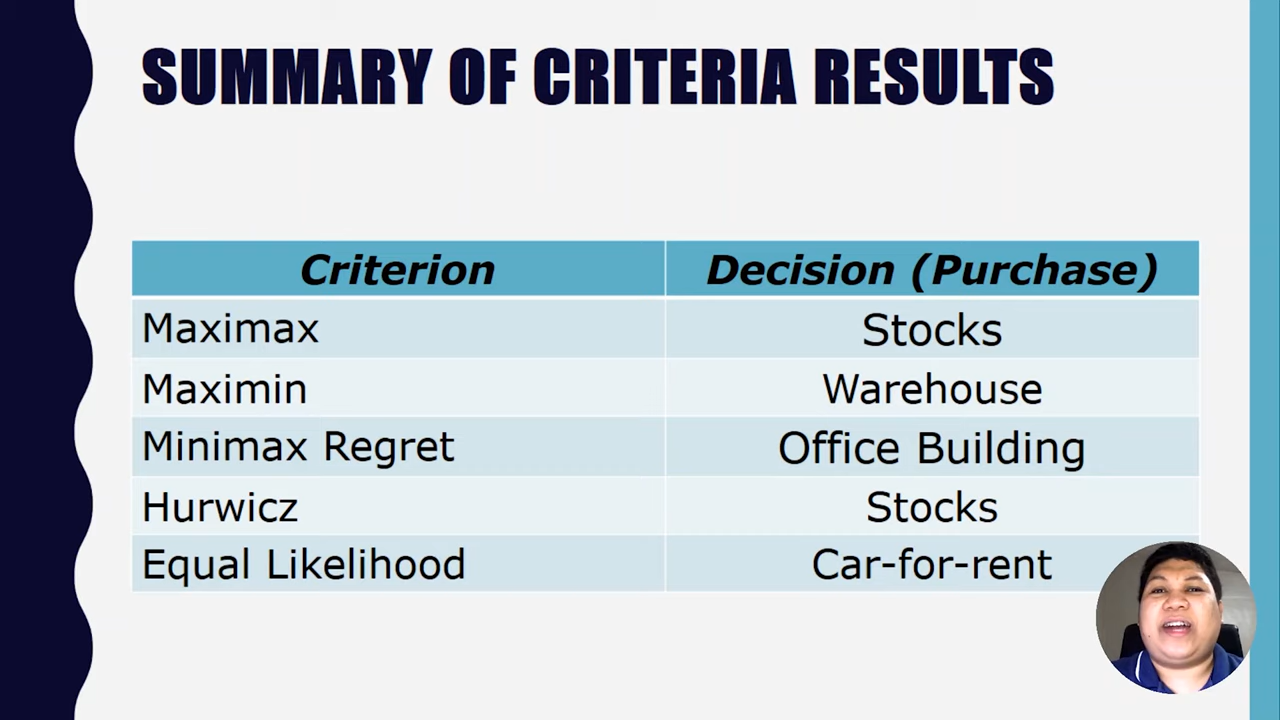 SUMMARY OF CRITERIA RESULTS
Criterion Decision (Purchase)
Maximax Stocks
Maximin Warehouse
Minimax Regret Office Building
Hurwicz Stocks
Equal Likelihood Car-for-rent